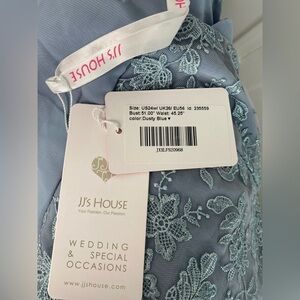 JJ'S HOUSE
Size: US24w/ UK28/ EU54 id: 235559
Bust:51.00" Waist: 45.25"
color:Dusty Blue
JJ'S HOUSE
Your Fashion. Our Passion.
WEDDING
& SPECIAL
OCCASIONS
www.jjshouse.com